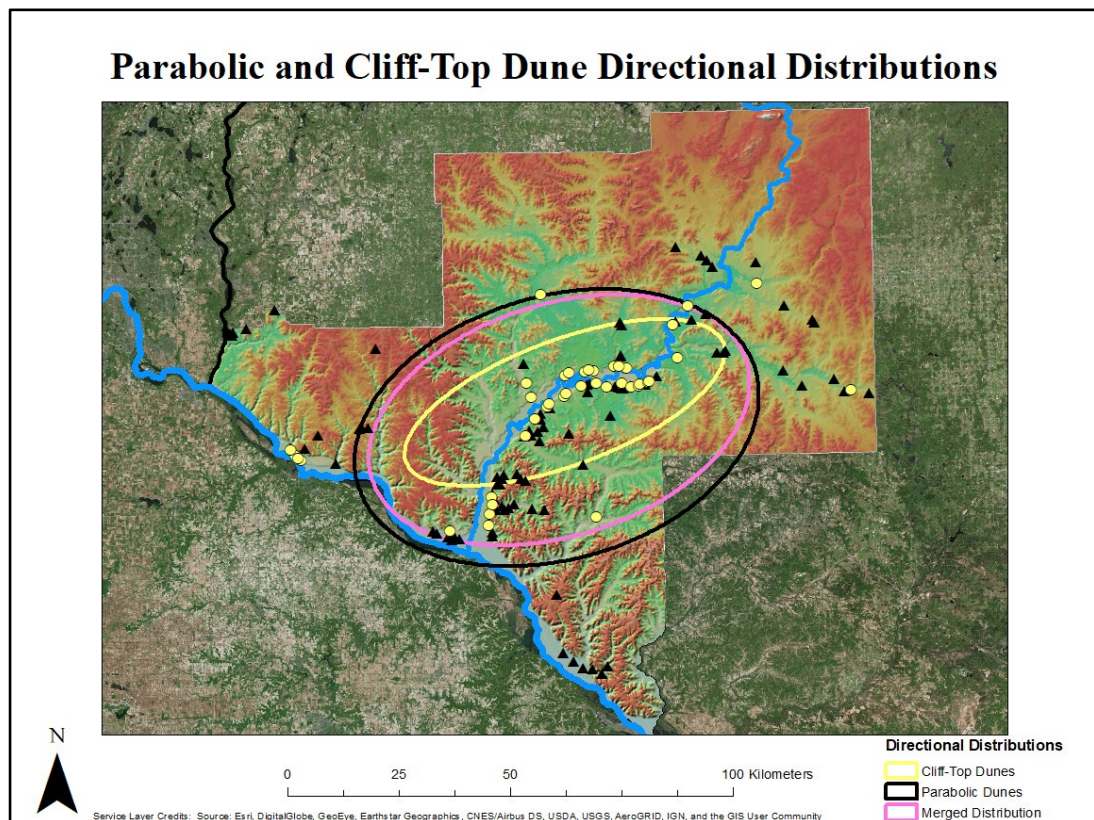 Parabolic and Cliff-Top Dune Directional Distributions
N
0 25 50 100 Kilometers
Directional Distributions
Cliff-Top Dunes
Parabolic Dunes
Merged Distribution
Service Layer Credits: Source: Esri, DigitalGlobe, GeoEye, Earthstar Geographics, CNES/Airbus DS, USDA, USGS, AeroGRID, IGN, and the GIS User Community